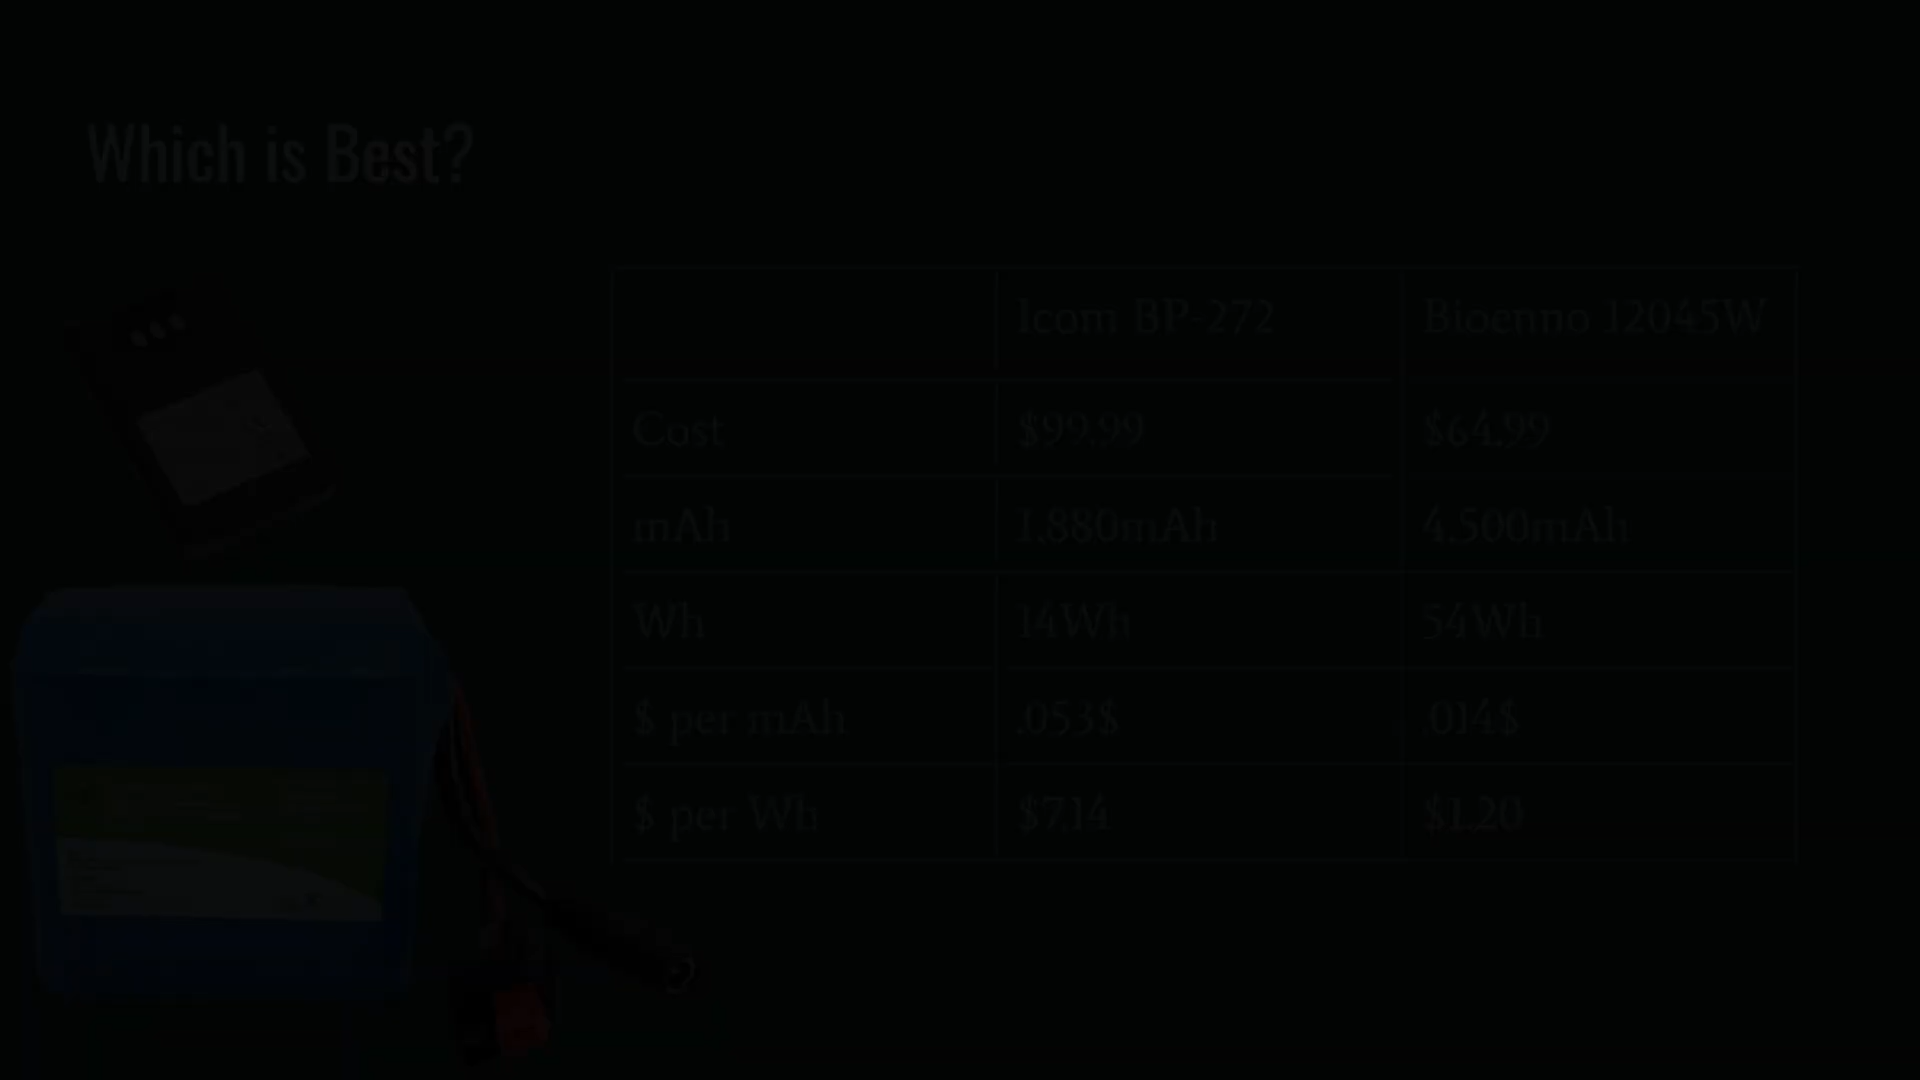 Which is Best?
Icom BP-272 Bioenno 12045W
Cost $99.99 $64.99
mAh 1,880mAh 4,500mAh
Wh 14Wh 54Wh
$ per mAh .053$ .014$
$ per Wh $7.14 $1.20